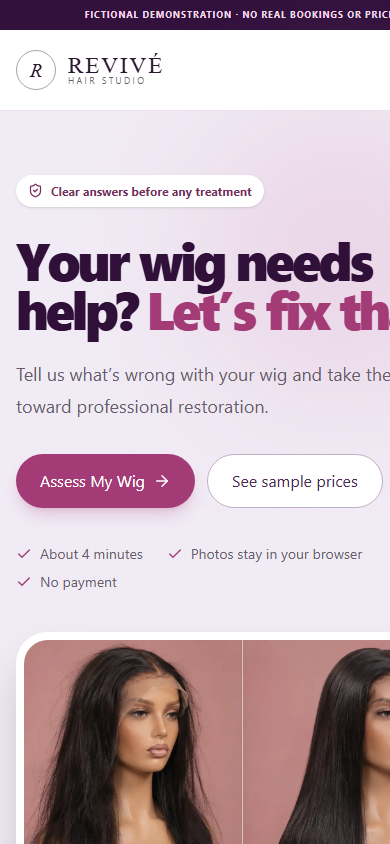 FICTIONAL DEMONSTRATION · NO REAL BOOKINGS OR
R
REVIVÉ
HAIR STUDIO
Clear answers before any treatment
Your wig needs
help? Let’s fix
Tell us what’s wrong with your wig and take the
toward professional restoration.
Assess My Wig
See sample prices
About 4 minutes
Photos stay in your browser
No payment